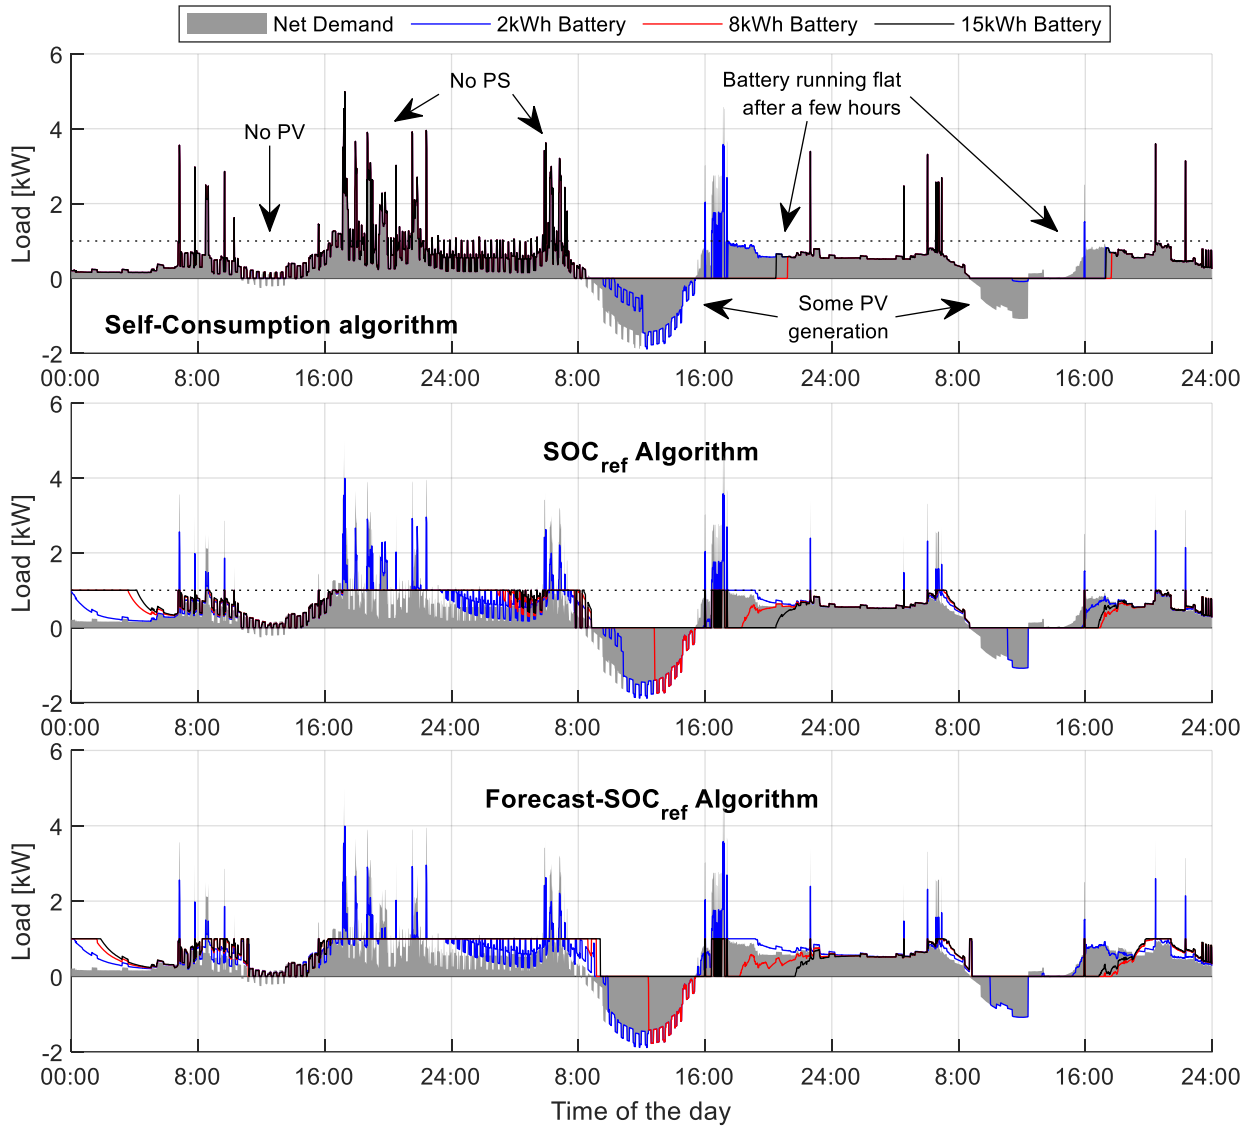 Net Demand 2kWh Battery 8kWh Battery 15kWh Battery
6
4
2
0
-2
Load [kW]
No PV
No PS
Battery running flat
after a few hours
Some PV
generation
Self-Consumption algorithm
00:00 8:00 16:00 24:00 8:00 16:00 24:00 8:00 16:00 24:00
6
4
2
0
-2
Load [kW]
SOCref Algorithm
00:00 8:00 16:00 24:00 8:00 16:00 24:00 8:00 16:00 24:00
6
4
2
0
-2
Load [kW]
Forecast-SOCref Algorithm
00:00 8:00 16:00 24:00 8:00 16:00 24:00 8:00 16:00 24:00
Time of the day